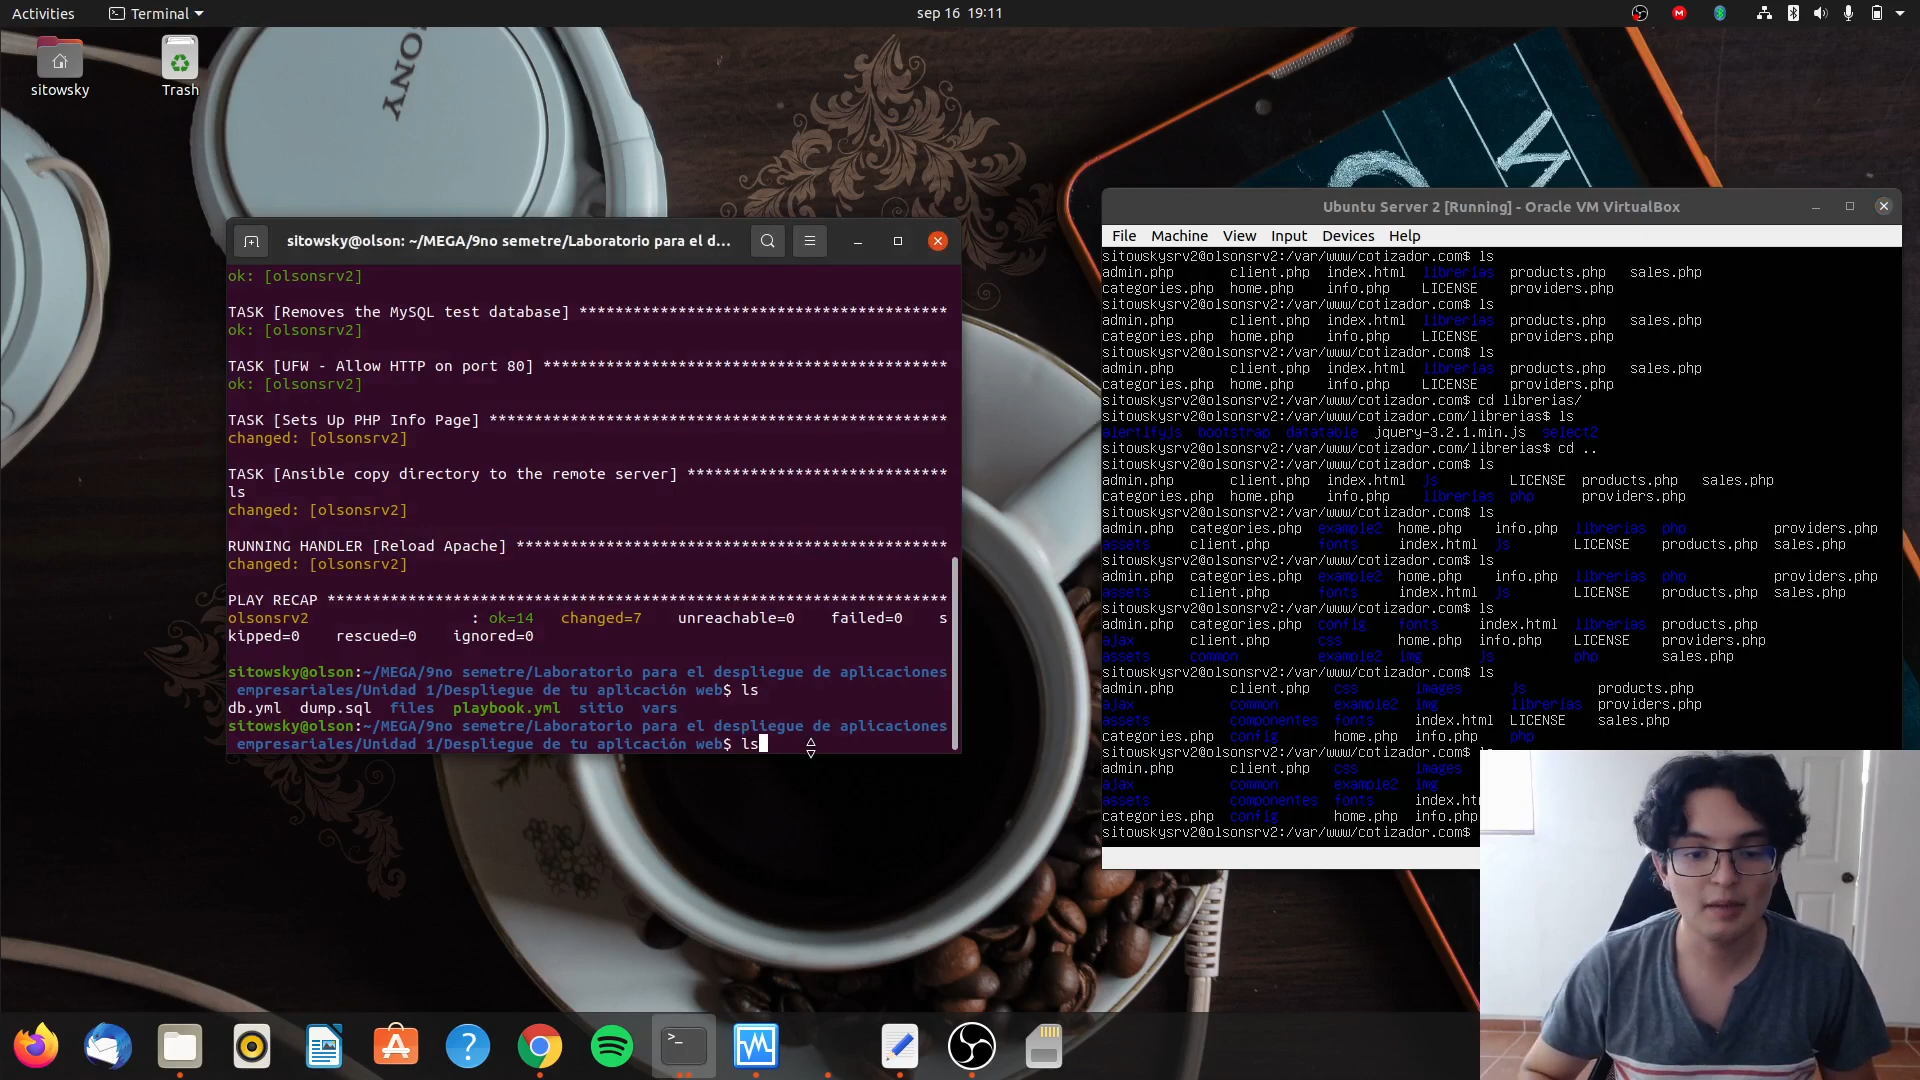 Activities
Terminal
sep 16 19:11
sitowsky
Trash
SONY
sitowsky@olson: ~/MEGA/9no semetre/Laboratorio para el d...
ok: [olsonsrv2]
TASK [Removes the MySQL test database] *****************************************
ok: [olsonsrv2]
TASK [UFW - Allow HTTP on port 80] *********************************************
ok: [olsonsrv2]
TASK [Sets Up PHP Info Page] ***************************************************
changed: [olsonsrv2]
TASK [Ansible copy directory to the remote server] *****************************
ls
changed: [olsonsrv2]
RUNNING HANDLER [Reload Apache] ************************************************
changed: [olsonsrv2]
PLAY RECAP *********************************************************************
olsonsrv2 : ok=14 changed=7 unreachable=0 failed=0 s
kipped=0 rescued=0 ignored=0
sitowsky@olson:~/MEGA/9no semetre/Laboratorio para el despliegue de aplicaciones
empresariales/Unidad 1/Despliegue de tu aplicación web$ ls
db.yml dump.sql files playbook.yml sitio vars
sitowsky@olson:~/MEGA/9no semetre/Laboratorio para el despliegue de aplicaciones
empresariales/Unidad 1/Despliegue de tu aplicación web$ ls
Ubuntu Server 2 [Running] - Oracle VM VirtualBox
File Machine View Input Devices Help
sitowskysrv2@olsonsrv2:/var/www/cotizador.com$ ls
admin.php client.php index.html librerias products.php sales.php
categories.php home.php info.php LICENSE providers.php
sitowskysrv2@olsonsrv2:/var/www/cotizador.com$ ls
admin.php client.php index.html librerias products.php sales.php
categories.php home.php info.php LICENSE providers.php
sitowskysrv2@olsonsrv2:/var/www/cotizador.com$ ls
admin.php client.php index.html librerias products.php sales.php
categories.php home.php info.php LICENSE providers.php
sitowskysrv2@olsonsrv2:/var/www/cotizador.com$ cd librerias/
sitowskysrv2@olsonsrv2:/var/www/cotizador.com/librerias$ ls
alertifyjs bootstrap datatable jquery-3.2.1.min.js select2
sitowskysrv2@olsonsrv2:/var/www/cotizador.com/librerias$ cd ..
sitowskysrv2@olsonsrv2:/var/www/cotizador.com$ ls
admin.php client.php index.html js LICENSE products.php sales.php
categories.php home.php info.php librerias php providers.php
sitowskysrv2@olsonsrv2:/var/www/cotizador.com$ ls
admin.php categories.php example2 home.php info.php librerias php providers.php
assets client.php fonts index.html js LICENSE products.php sales.php
sitowskysrv2@olsonsrv2:/var/www/cotizador.com$ ls
admin.php categories.php example2 home.php info.php librerias php providers.php
assets client.php fonts index.html js LICENSE products.php sales.php
sitowskysrv2@olsonsrv2:/var/www/cotizador.com$ ls
admin.php categories.php config fonts index.html librerias products.php
ajax client.php css home.php info.php LICENSE providers.php
assets common example2 img js php sales.php
sitowskysrv2@olsonsrv2:/var/www/cotizador.com$ ls
admin.php client.php css images js products.php
ajax common example2 img librerias providers.php
assets componentes fonts index.html LICENSE sales.php
categories.php config home.php info.php php
sitowskysrv2@olsonsrv2:/var/www/cotizador.com$
admin.php client.php css images
ajax common example2 img
assets componentes fonts
categories.php config home.php info.php
sitowskysrv2@olsonsrv2:/var/www/cotizador.com$